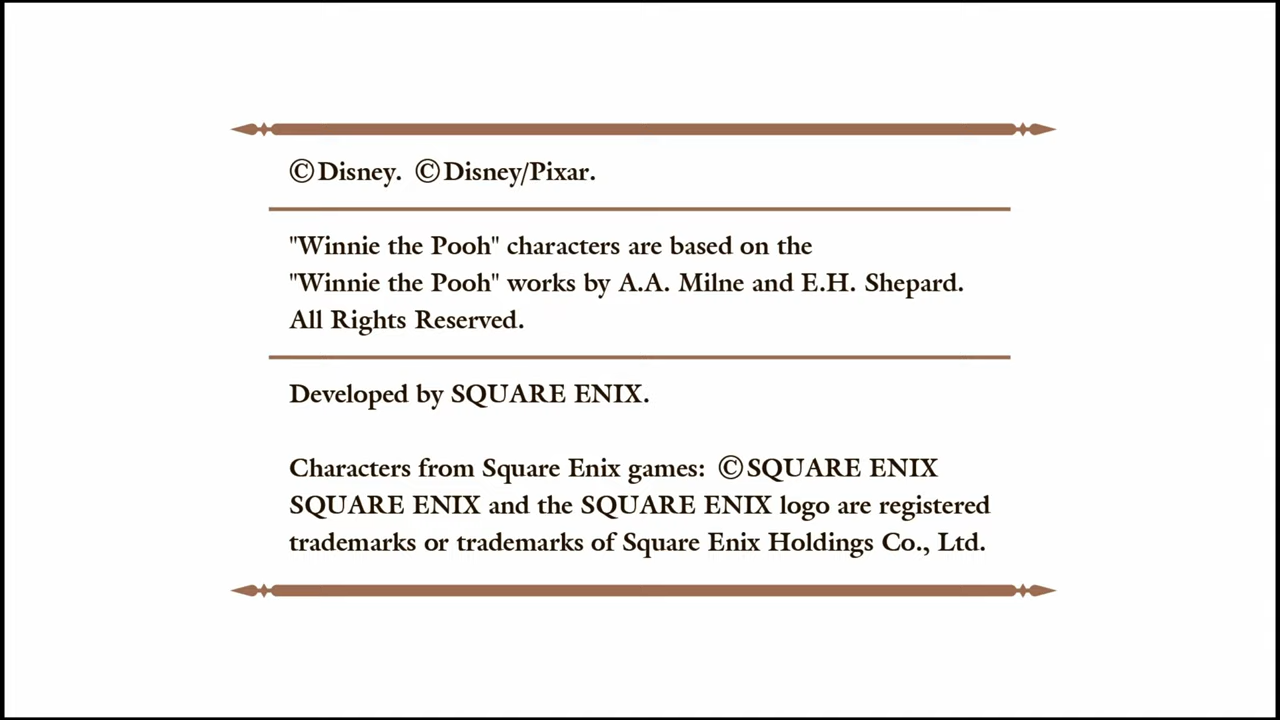 ©Disney. ©Disney/Pixar.
"Winnie the Pooh" characters are based on the
"Winnie the Pooh" works by A.A. Milne and E.H. Shepard.
All Rights Reserved.
Developed by SQUARE ENIX.
Characters from Square Enix games: ©SQUARE ENIX
SQUARE ENIX and the SQUARE ENIX logo are registered
trademarks or trademarks of Square Enix Holdings Co., Ltd.